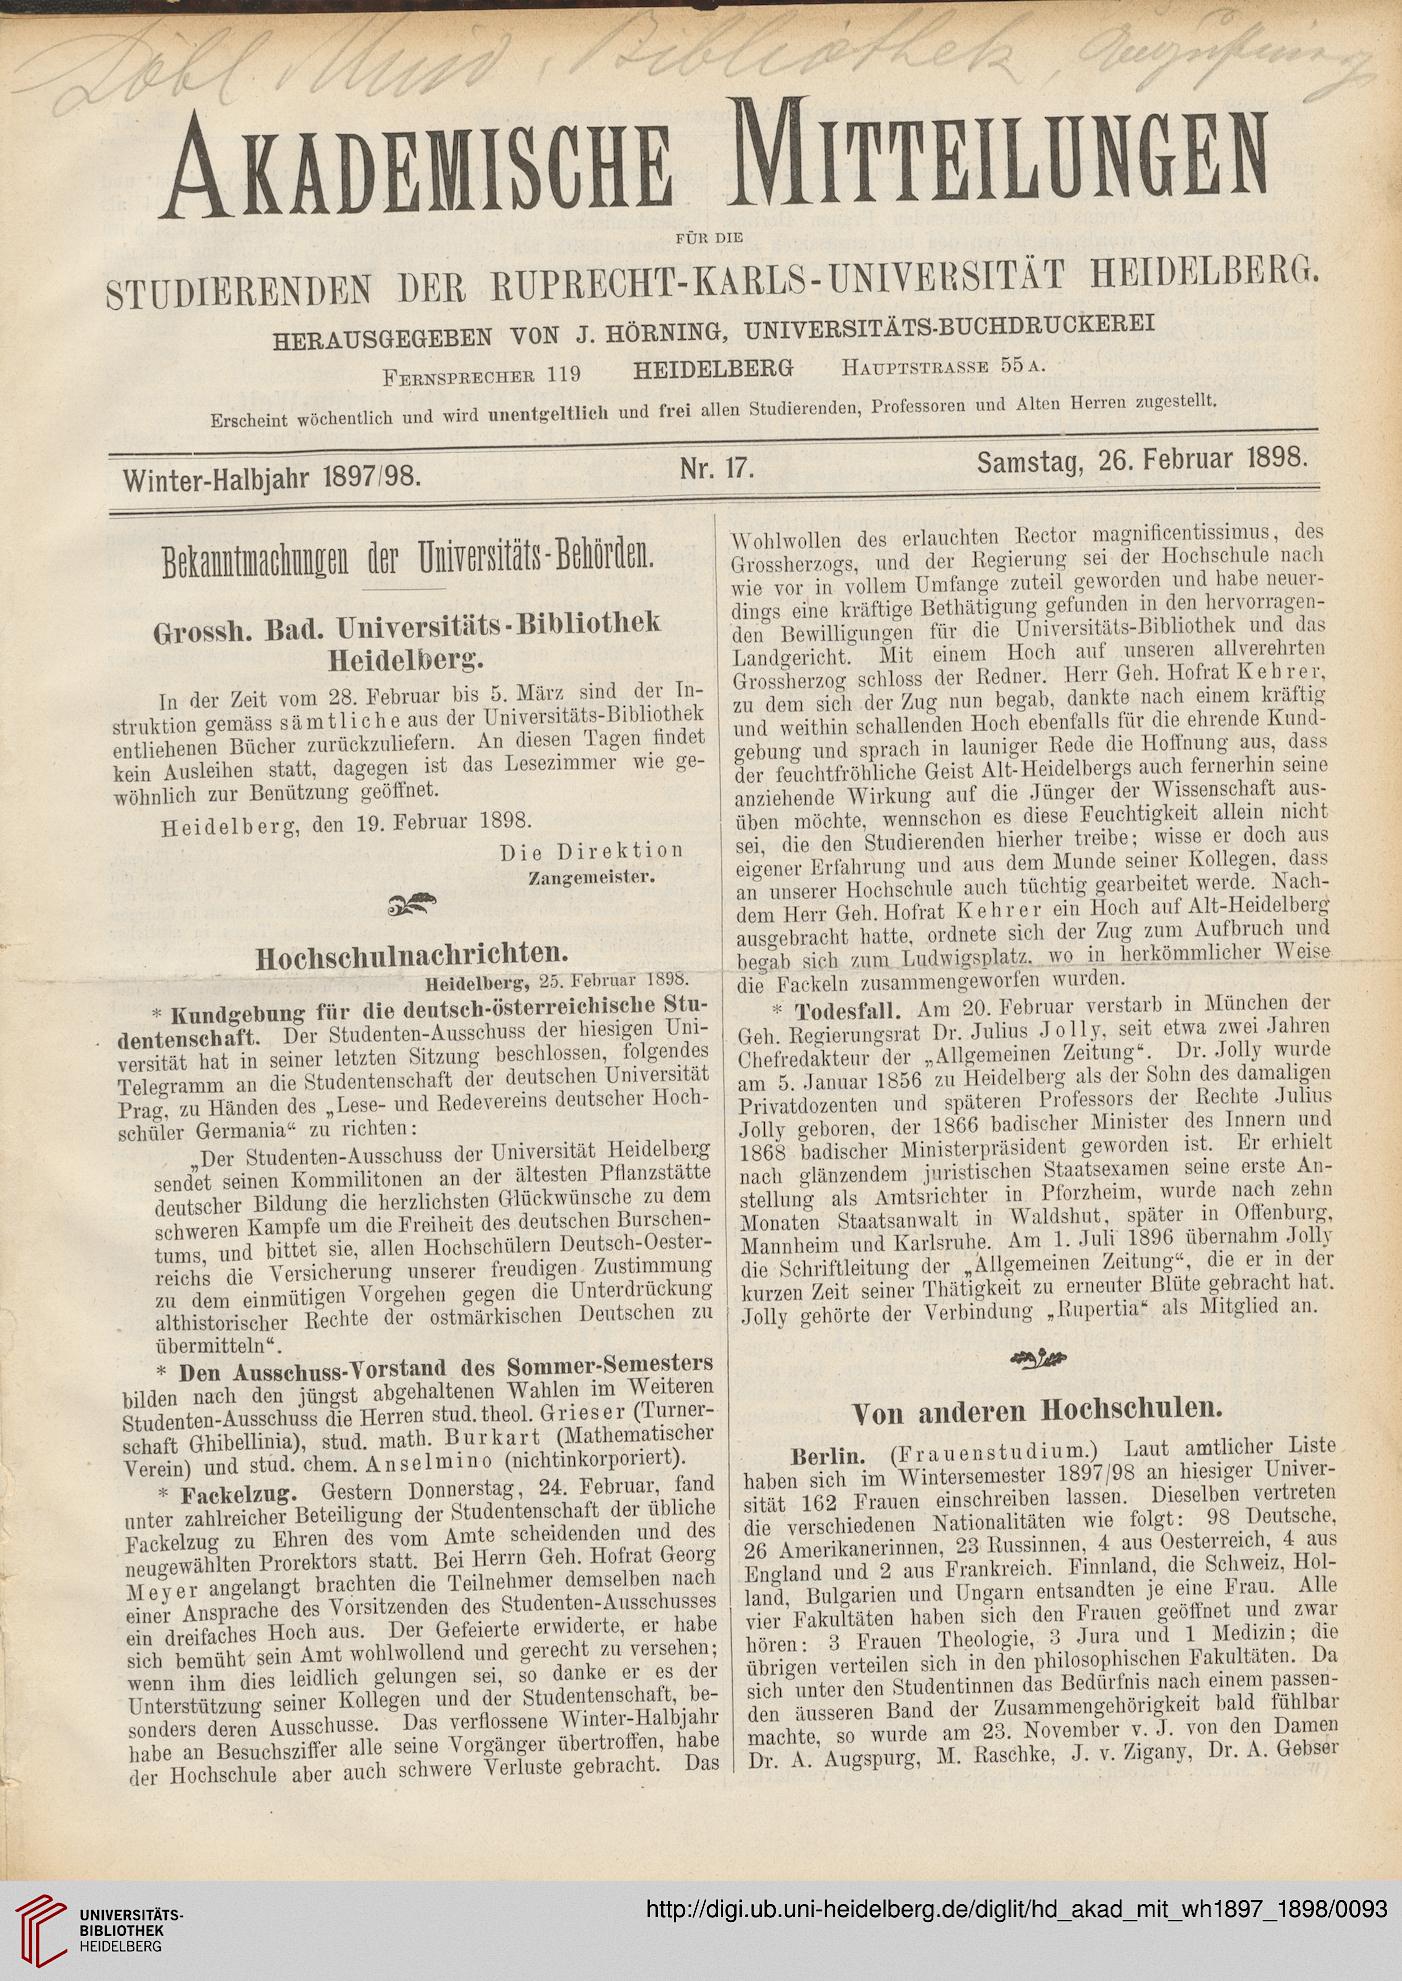 Löbl. Univ. Bibliothek,
AKADEMISCHE MITTEILUNGEN
FÜR DIE
STUDIERENDEN DER RUPRECHT-KARLS-UNIVERSITÄT HEIDELBERG.
HERAUSGEGEBEN VON J. HÖRNING, UNIVERSITÄTS-BUCHDRUCKEREI
FERNSPRECHER 119 HEIDELBERG HAUPTSTRASSE 55 A.
Erscheint wöchentlich und wird unentgeltlich und frei allen Studierenden, Professoren und Alten Herren zugestellt.
Winter-Halbjahr 1897/98. Nr. 17. Samstag, 26. Februar 1898.
Bekanntmachungen der Universitäts-Behörden.
Grossh. Bad. Universitäts-Bibliothek
Heidelberg.
In der Zeit vom 28. Februar bis 5. März sind der In-
struktion gemäss sämtliche aus der Universitäts-Bibliothek
entliehenen Bücher zurückzuliefern. An diesen Tagen findet
kein Ausleihen statt, dagegen ist das Lesezimmer wie ge-
wöhnlich zur Benützung geöffnet.
Heidelberg, den 19. Februar 1898.
Die Direktion
Zangemeister.
Hochschulnachrichten.
Heidelberg, 25. Februar 1898.
* Kundgebung für die deutsch-österreichische Stu-
dentenschaft. Der Studenten-Ausschuss der hiesigen Uni-
versität hat in seiner letzten Sitzung beschlossen, folgendes
Telegramm an die Studentenschaft der deutschen Universität
Prag, zu Händen des „Lese- und Redevereins deutscher Hoch-
schüler Germania“ zu richten:
„Der Studenten-Ausschuss der Universität Heidelberg
sendet seinen Kommilitonen an der ältesten Pflanzstätte
deutscher Bildung die herzlichsten Glückwünsche zu dem
schweren Kampfe um die Freiheit des deutschen Burschen-
tums, und bittet sie, allen Hochschülern Deutsch-Oester-
reichs die Versicherung unserer freudigen Zustimmung
zu dem einmütigen Vorgehen gegen die Unterdrückung
althistorischer Rechte der ostmärkischen Deutschen zu
übermitteln“.
* Den Ausschuss-Vorstand des Sommer-Semesters
bilden nach den jüngst abgehaltenen Wahlen im Weiteren
Studenten-Ausschuss die Herren stud. theol. Grieser (Turner-
schaft Ghibellinia), stud. math. Burkart (Mathematischer
Verein) und stud. chem. Anselmino (nichtinkorporiert).
* Fackelzug. Gestern Donnerstag, 24. Februar, fand
unter zahlreicher Beteiligung der Studentenschaft der übliche
Fackelzug zu Ehren des vom Amte scheidenden und des
neugewählten Prorektors statt. Bei Herrn Geh. Hofrat Georg
Meyer angelangt brachten die Teilnehmer demselben nach
einer Ansprache des Vorsitzenden des Studenten-Ausschusses
ein dreifaches Hoch aus. Der Gefeierte erwiderte, er habe
sich bemüht sein Amt wohlwollend und gerecht zu versehen;
wenn ihm dies leidlich gelungen sei, so danke er es der
Unterstützung seiner Kollegen und der Studentenschaft, be-
sonders deren Ausschusse. Das verflossene Winter-Halbjahr
habe an Besuchsziffer alle seine Vorgänger übertroffen, habe
der Hochschule aber auch schwere Verluste gebracht. Das
Wohlwollen des erlauchten Rector magnificentissimus, des
Grossherzogs, und der Regierung sei der Hochschule nach
wie vor in vollem Umfange zuteil geworden und habe neuer-
dings eine kräftige Bethätigung gefunden in den hervorragen-
den Bewilligungen für die Universitäts-Bibliothek und das
Landgericht. Mit einem Hoch auf unseren allverehrten
Grossherzog schloss der Redner. Herr Geh. Hofrat Kehrer,
zu dem sich der Zug nun begab, dankte nach einem kräftig
und weithin schallenden Hoch ebenfalls für die ehrende Kund-
gebung und sprach in launiger Rede die Hoffnung aus, dass
der feuchtfröhliche Geist Alt-Heidelbergs auch fernerhin seine
anziehende Wirkung auf die Jünger der Wissenschaft aus-
üben möchte, wennschon es diese Feuchtigkeit allein nicht
sei, die den Studierenden hierher treibe; wisse er doch aus
eigener Erfahrung und aus dem Munde seiner Kollegen, dass
an unserer Hochschule auch tüchtig gearbeitet werde. Nach-
dem Herr Geh. Hofrat Kehrer ein Hoch auf Alt-Heidelberg
ausgebracht hatte, ordnete sich der Zug zum Aufbruch und
begab sich zum Ludwigsplatz, wo in herkömmlicher Weise
die Fackeln zusammengeworfen wurden.
* Todesfall. Am 20. Februar verstarb in München der
Geh. Regierungsrat Dr. Julius Jolly, seit etwa zwei Jahren
Chefredakteur der „Allgemeinen Zeitung“. Dr. Jolly wurde
am 5. Januar 1856 zu Heidelberg als der Sohn des damaligen
Privatdozenten und späteren Professors der Rechte Julius
Jolly geboren, der 1866 badischer Minister des Innern und
1868 badischer Ministerpräsident geworden ist. Er erhielt
nach glänzendem juristischen Staatsexamen seine erste An-
stellung als Amtsrichter in Pforzheim, wurde nach zehn
Monaten Staatsanwalt in Waldshut, später in Offenburg,
Mannheim und Karlsruhe. Am 1. Juli 1896 übernahm Jolly
die Schriftleitung der „Allgemeinen Zeitung“, die er in der
kurzen Zeit seiner Thätigkeit zu erneuter Blüte gebracht hat.
Jolly gehörte der Verbindung „Rupertia“ als Mitglied an.
Von anderen Hochschulen.
Berlin. (Frauenstudium.) Laut amtlicher Liste
haben sich im Wintersemester 1897/98 an hiesiger Univer-
sität 162 Frauen einschreiben lassen. Dieselben vertreten
die verschiedenen Nationalitäten wie folgt: 98 Deutsche,
26 Amerikanerinnen, 23 Russinnen, 4 aus Oesterreich, 4 aus
England und 2 aus Frankreich. Finnland, die Schweiz, Hol-
land, Bulgarien und Ungarn entsandten je eine Frau. Alle
vier Fakultäten haben sich den Frauen geöffnet und zwar
hören: 3 Frauen Theologie, 3 Jura und 1 Medizin; die
übrigen verteilen sich in den philosophischen Fakultäten. Da
sich unter den Studentinnen das Bedürfnis nach einem passen-
den äusseren Band der Zusammengehörigkeit bald fühlbar
machte, so wurde am 23. November v. J. von den Damen
Dr. A. Augspurg, M. Raschke, J. v. Zigany, Dr. A. Gebser
UNIVERSITÄTS-
BIBLIOTHEK
HEIDELBERG
http://digi.ub.uni-heidelberg.de/diglit/hd_akad_mit_wh1897_1898/0093